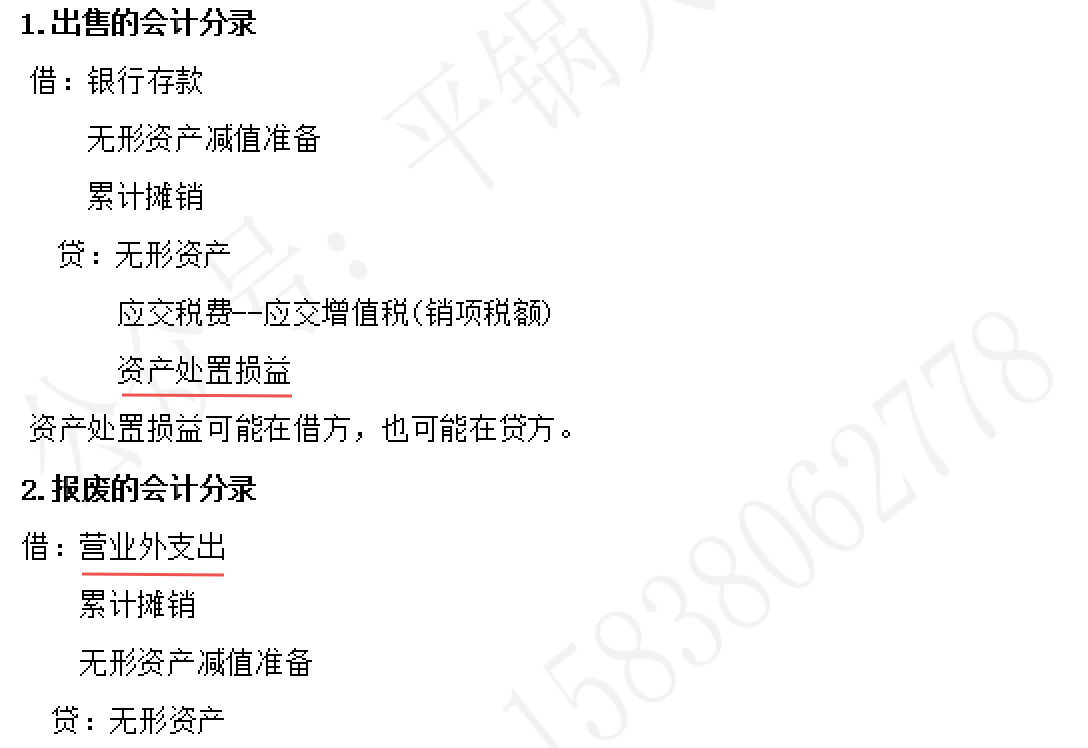 1.出售的会计分录
借：银行存款
无形资产减值准备
累计摊销
贷：无形资产
应交税费--应交增值税(销项税额)
资产处置损益
资产处置损益可能在借方，也可能在贷方。
2.报废的会计分录
借：营业外支出
累计摊销
无形资产减值准备
贷：无形资产
公众号：平锅
15838062778